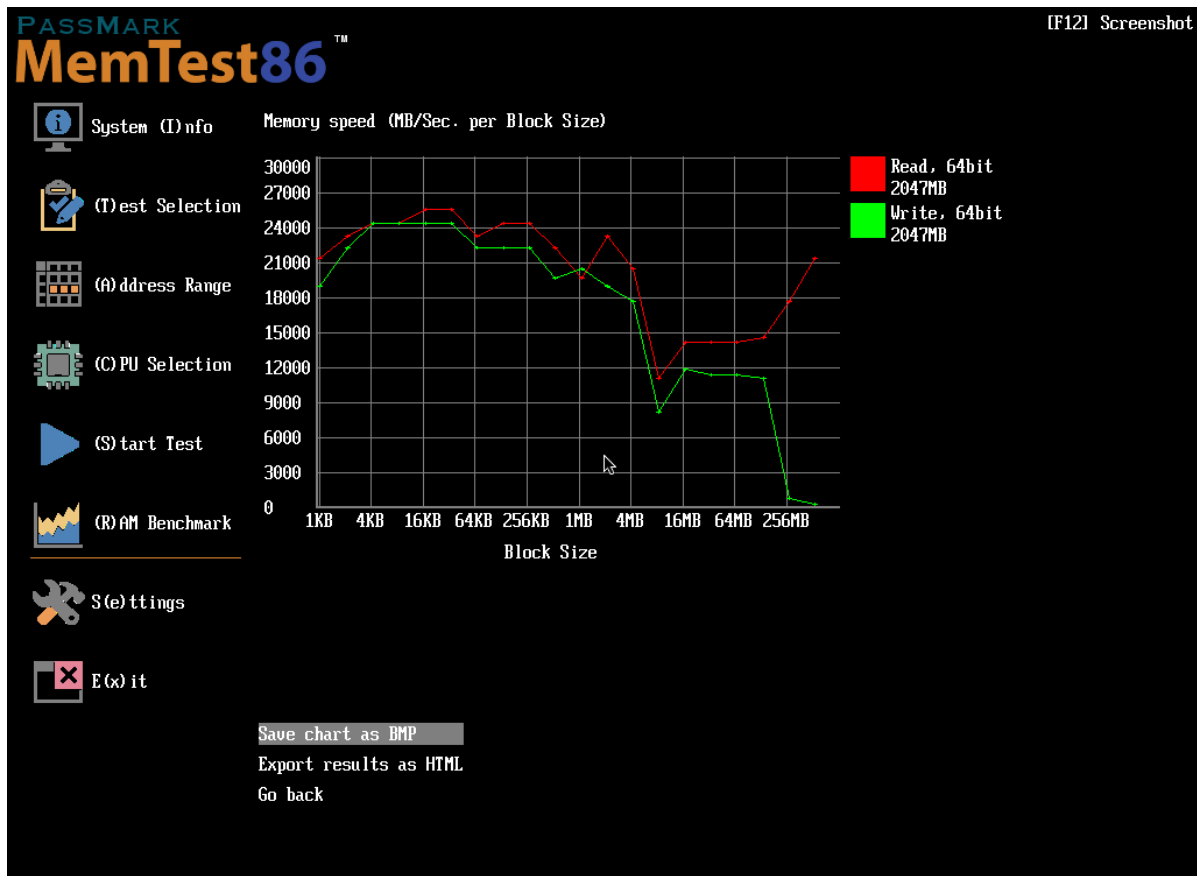 PASSMARK
MemTest86™
[F12] Screenshot
System (I)nfo
(T)est Selection
(A)ddress Range
(C)PU Selection
(S)tart Test
(R)AM Benchmark
S(e)ttings
E(x)it
Memory speed (MB/Sec. per Block Size)
30000
27000
24000
21000
18000
15000
12000
9000
6000
3000
0
1KB 4KB 16KB 64KB 256KB 1MB 4MB 16MB 64MB 256MB
Block Size
Read, 64bit
2047MB
Write, 64bit
2047MB
Save chart as BMP
Export results as HTML
Go back